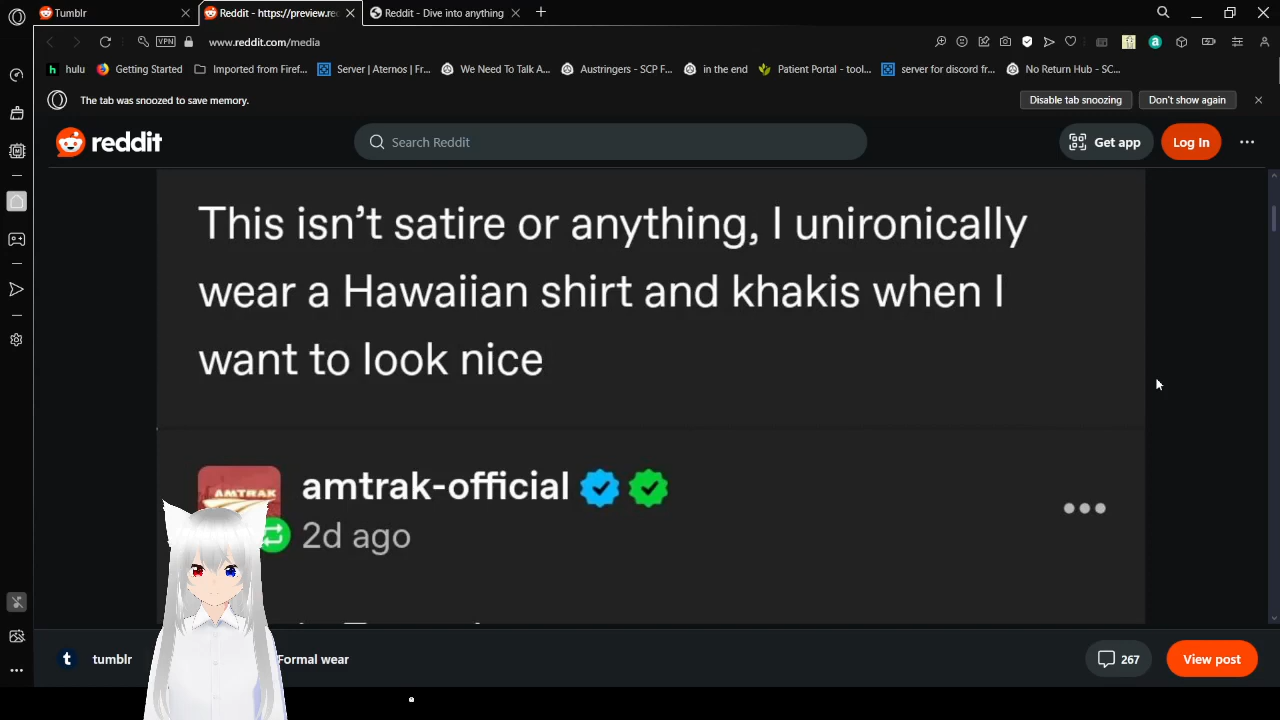 Tumblr
Reddit - https://preview.re
Reddit - Dive into anything
VPN
www.reddit.com/media
h hulu
Getting Started
Imported from Firef...
Server | Aternos | Fr...
We Need To Talk A...
Austringers - SCP F...
in the end
Patient Portal - tool...
server for discord fr...
No Return Hub - SC...
The tab was snoozed to save memory.
Disable tab snoozing
Don't show again
reddit
Search Reddit
Get app
Log In
This isn’t satire or anything, I unironically
wear a Hawaiian shirt and khakis when I
want to look nice
AMTRAK
amtrak-official
2d ago
t tumblr
Formal wear
267
View post